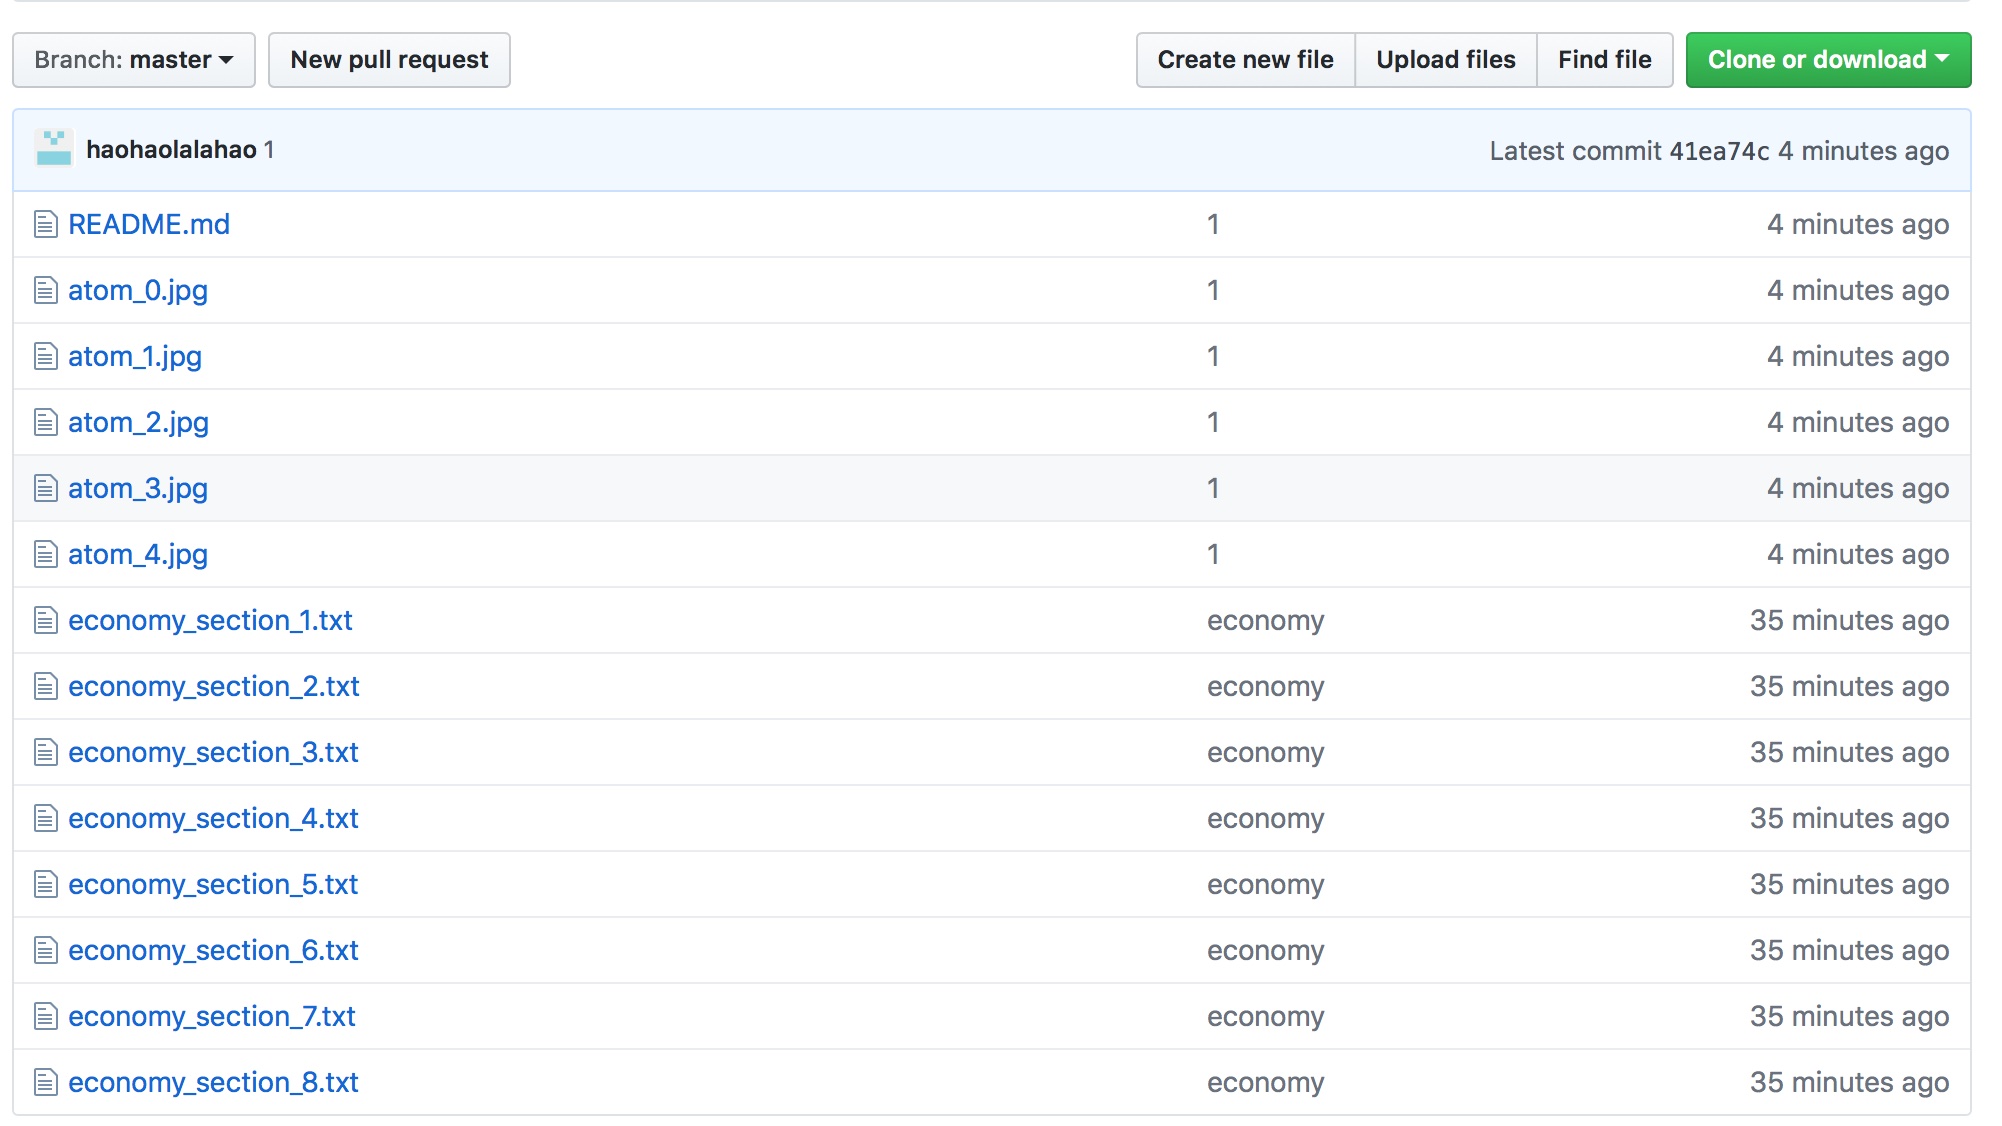 Branch: master New pull request Create new file Upload files Find file Clone or download
haohaolalahao 1 Latest commit 41ea74c 4 minutes ago
README.md 1 4 minutes ago
atom_0.jpg 1 4 minutes ago
atom_1.jpg 1 4 minutes ago
atom_2.jpg 1 4 minutes ago
atom_3.jpg 1 4 minutes ago
atom_4.jpg 1 4 minutes ago
economy_section_1.txt economy 35 minutes ago
economy_section_2.txt economy 35 minutes ago
economy_section_3.txt economy 35 minutes ago
economy_section_4.txt economy 35 minutes ago
economy_section_5.txt economy 35 minutes ago
economy_section_6.txt economy 35 minutes ago
economy_section_7.txt economy 35 minutes ago
economy_section_8.txt economy 35 minutes ago